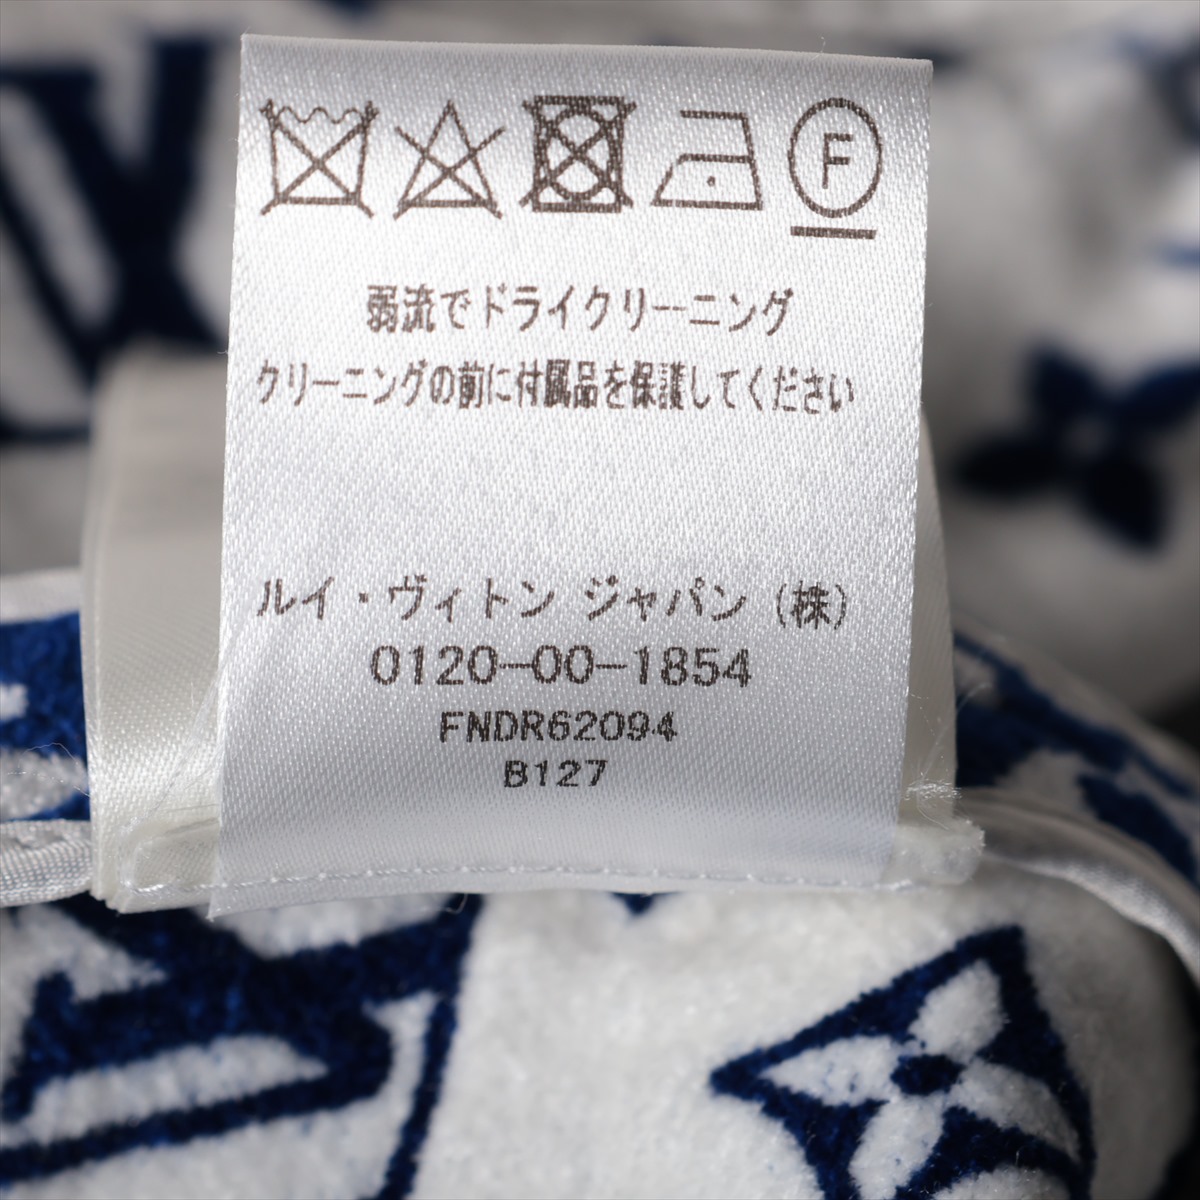 F
弱流でドライクリーニング
クリーニングの前に付属品を保護してください
ルイ・ヴィトン ジャパン (株)
0120-00-1854
FNDR62094
B127